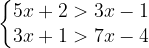 5x + 2 > 3x − 1
3x + 1 > 7x − 4